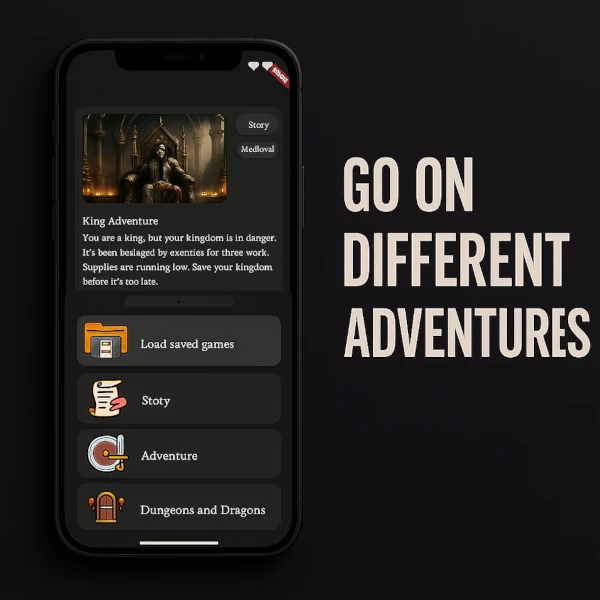 Story
Medloval
King Adventure
You are a king, but your kingdom is in danger.
It's been beslaged by exenties for three work.
Supplies are running low. Save your kingdom
before it's too late.
Load saved games
Stoty
Adventure
Dungeons and Dragons
GO ON
DIFFERENT
ADVENTURES